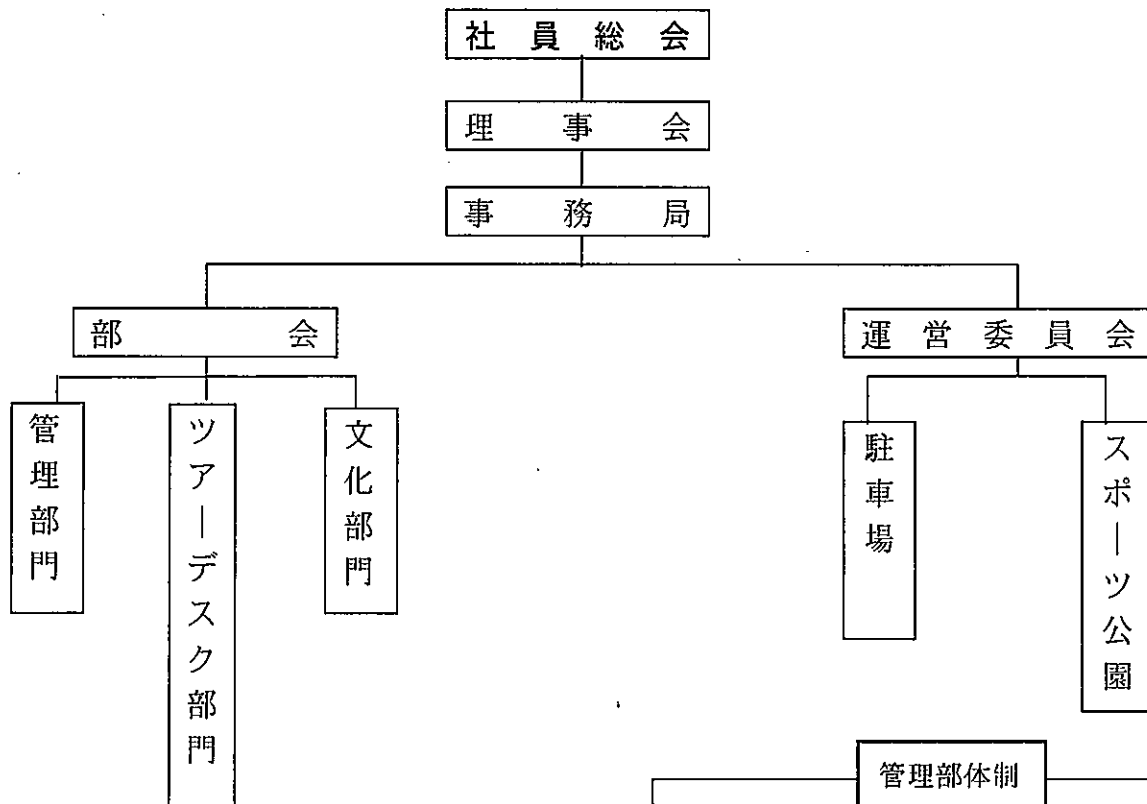 社員総会
理事会
事務局
部会
運営委員会
管理部門
ツアーデスク部門
文化部門
駐車場
スポーツ公園
管理部体制